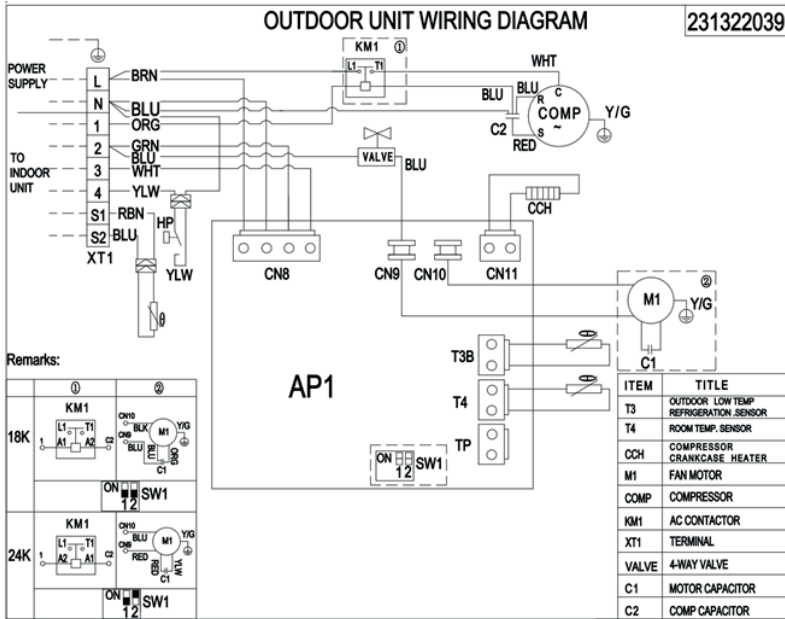 OUTDOOR UNIT WIRING DIAGRAM
231322039
KM1 ①
L1 T1
WHT
POWER
SUPPLY
L
BRN
N
BLU
1
ORG
2
GRN
BLU
3
WHT
4
YLW
S1
RBN
S2
BLU
XT1
TO
INDOOR
UNIT
HP
YLW
BLU
BLU
R
C
S
COMP
~
Y/G
C2
RED
VALVE
BLU
CCH
CN8
CN9
CN10
CN11
②
M1
Y/G
C1
θ
T3B
T4
TP
AP1
ON
1 2
SW1
Remarks:
① ②
18K
KM1
L1 T1
1 A1 A2 C2
CN10
BLK
CN9
BLU
M1
Y/G
BLU
ORG
C1
ON
1 2
SW1
24K
KM1
L1 T1
1 A2 A1 C2
CN10
BLU
CN9
RED
M1
Y/G
RED
YLW
C1
ON
1 2
SW1
ITEM TITLE
T3 OUTDOOR LOW TEMP
REFRIGERATION .SENSOR
T4 ROOM TEMP. SENSOR
CCH COMPRESSOR
CRANKCASE HEATER
M1 FAN MOTOR
COMP COMPRESSOR
KM1 AC CONTACTOR
XT1 TERMINAL
VALVE 4-WAY VALVE
C1 MOTOR CAPACITOR
C2 COMP CAPACITOR